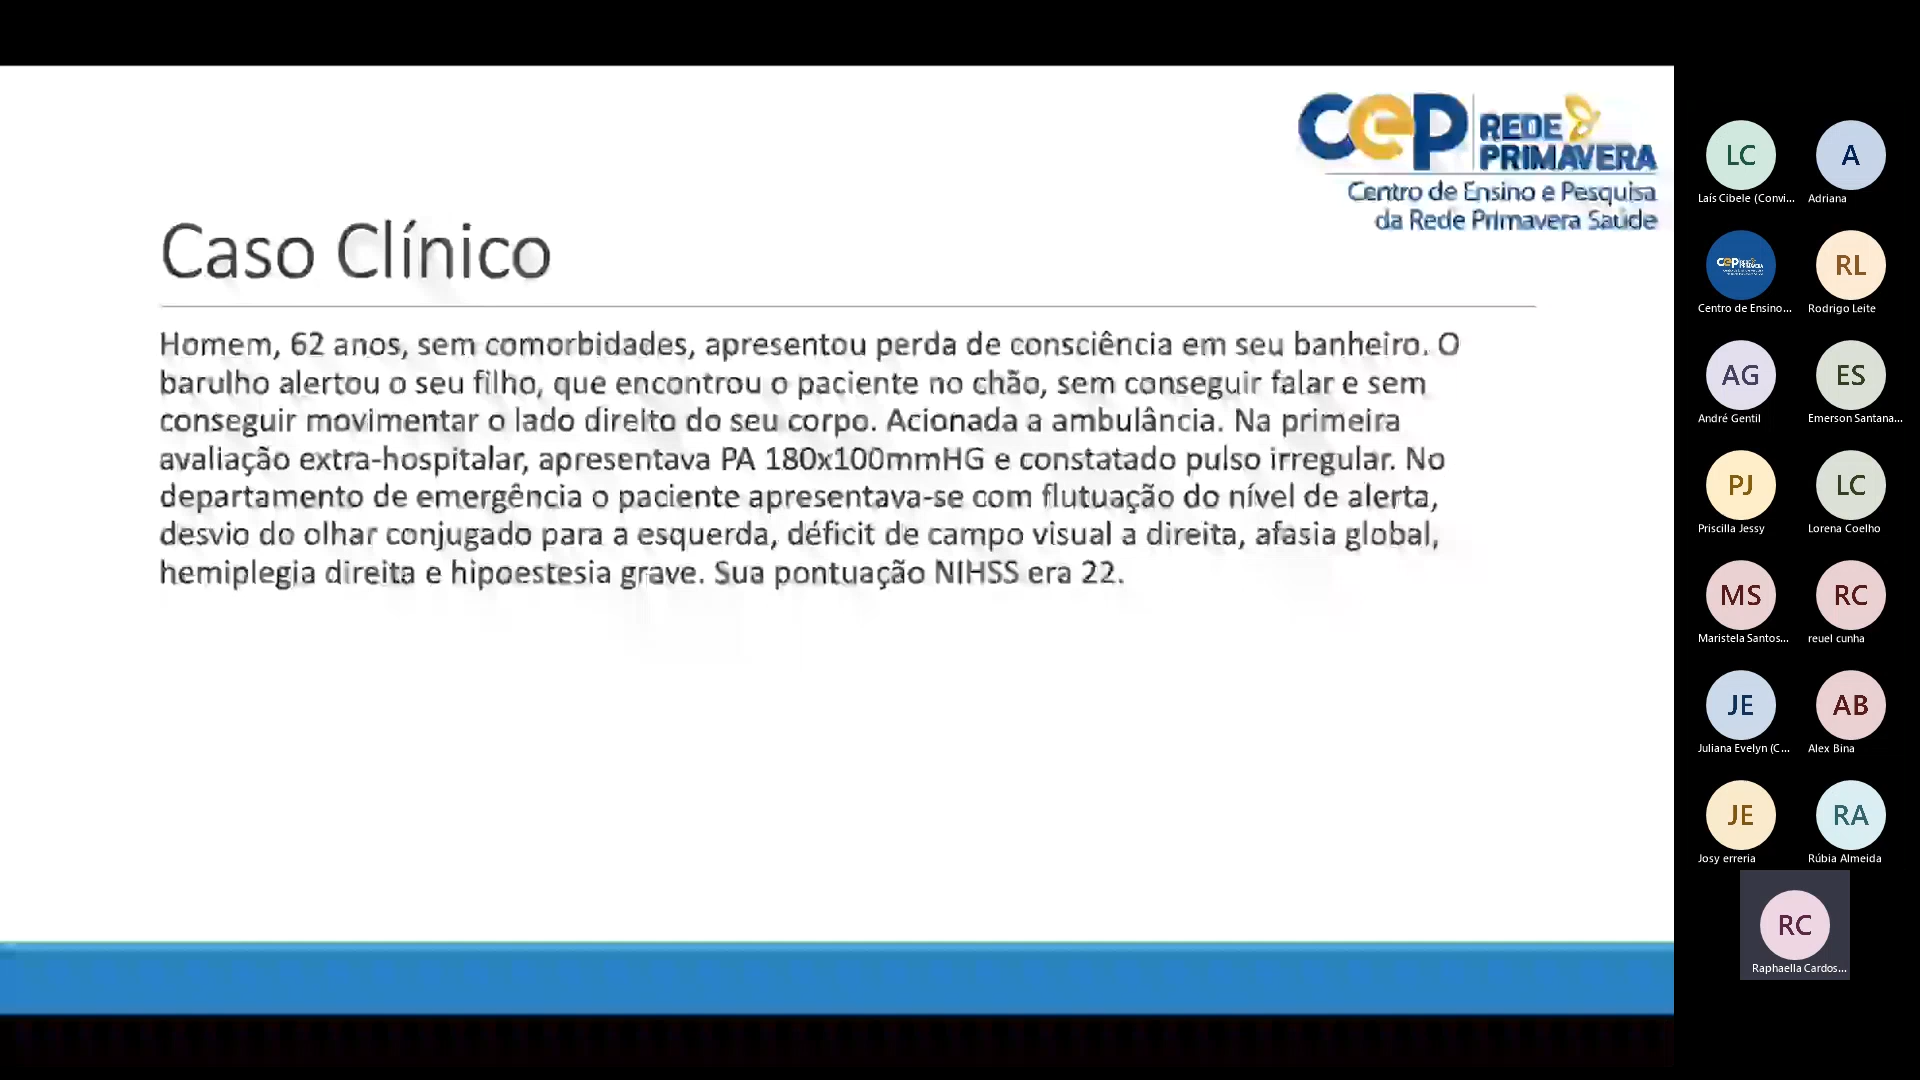 cep REDE
PRIMAVERA
Centro de Ensino e Pesquisa
da Rede Primavera Saúde
Caso Clínico
Homem, 62 anos, sem comorbidades, apresentou perda de consciência em seu banheiro. O
barulho alertou o seu filho, que encontrou o paciente no chão, sem conseguir falar e sem
conseguir movimentar o lado direito do seu corpo. Acionada a ambulância. Na primeira
avaliação extra-hospitalar, apresentava PA 180x100mmHG e constatado pulso irregular. No
departamento de emergência o paciente apresentava-se com flutuação do nível de alerta,
desvio do olhar conjugado para a esquerda, déficit de campo visual a direita, afasia global,
hemiplegia direita e hipoestesia grave. Sua pontuação NIHSS era 22.
LC A
Laís Cibele (Convi... Adriana
CEP RL
Centro de Ensino... Rodrigo Leite
AG ES
André Gentil Emerson Santana...
PJ LC
Priscilla Jessy Lorena Coelho
MS RC
Maristela Santos... reuel cunha
JE AB
Juliana Evelyn (C... Alex Bina
JE RA
Josy erreria Rúbia Almeida
RC
Raphaella Cardos...